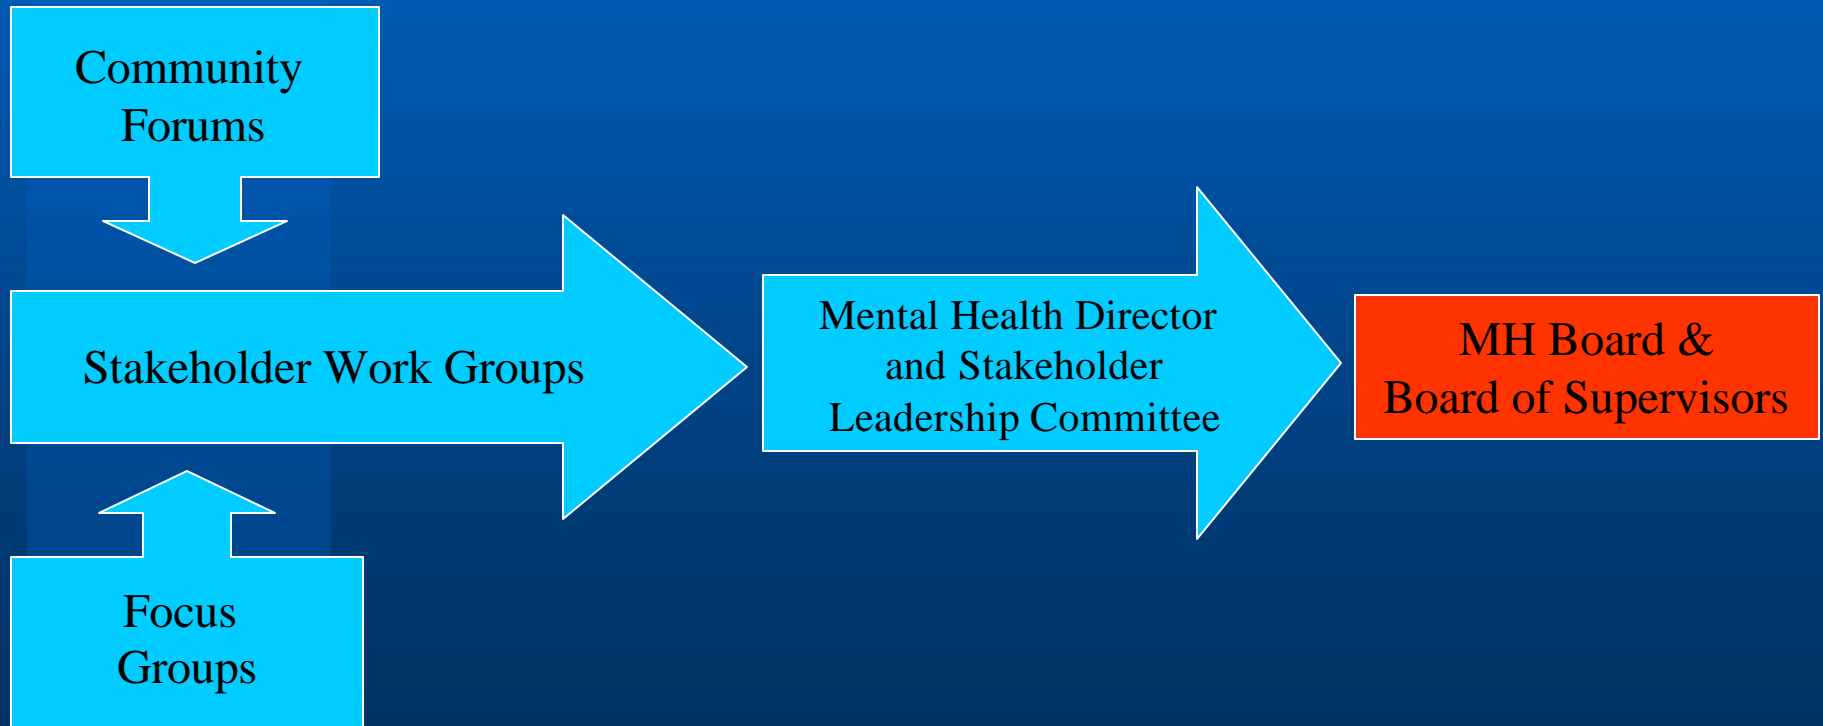 Community
Forums
Stakeholder Work Groups
Focus
Groups
Mental Health Director
and Stakeholder
Leadership Committee
MH Board &
Board of Supervisors